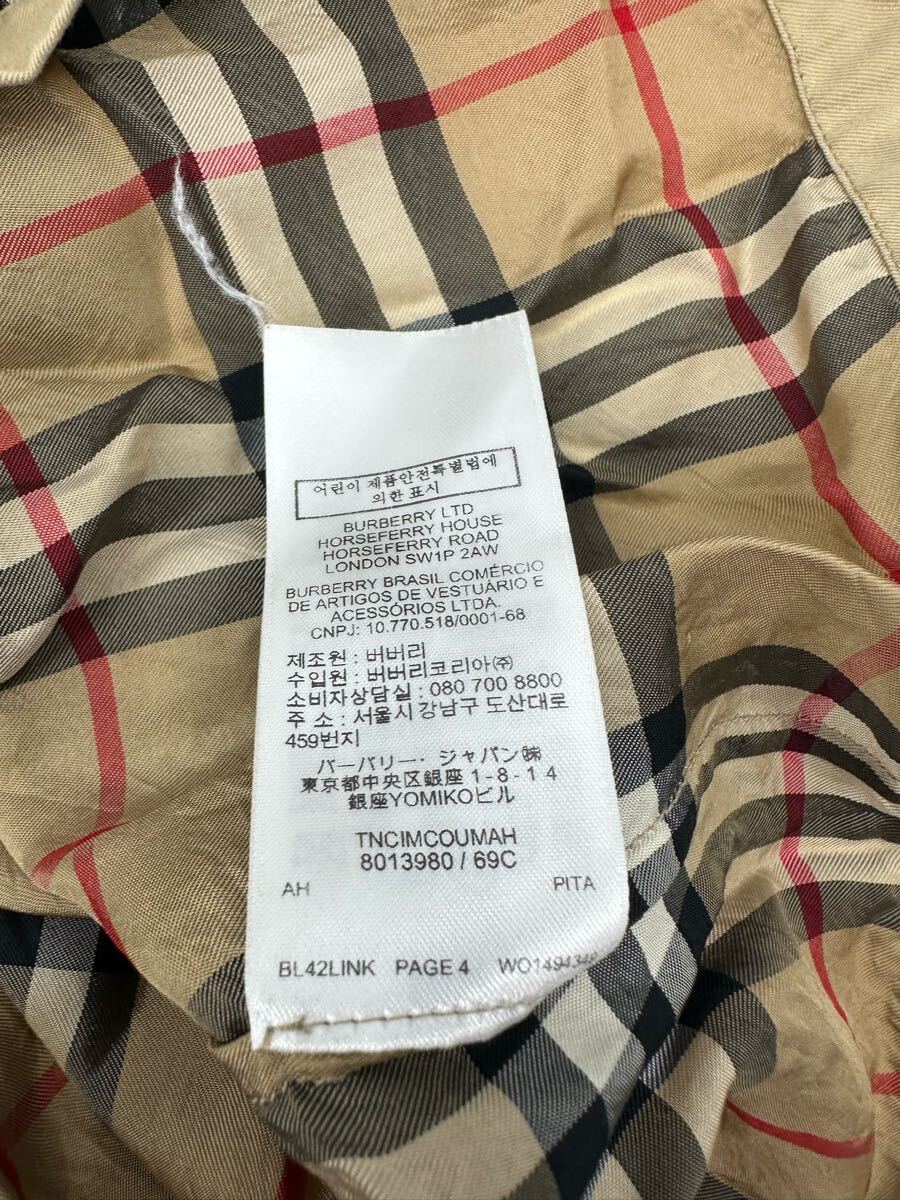 어린이 제품안전특별법에
의한 표시
BURBERRY LTD
HORSEFERRY HOUSE
HORSEFERRY ROAD
LONDON SW1P 2AW
BURBERRY BRASIL COMÉRCIO
DE ARTIGOS DE VESTUÁRIO E
ACESSÓRIOS LTDA.
CNPJ: 10.770.518/0001-68
제조원 : 버버리
수입원 : 버버리코리아㈜
소비자상담실 : 080 700 8800
주 소 : 서울시 강남구 도산대로
459번지
バーバリー・ジャパン㈱
東京都中央区銀座 1-8-14
銀座YOMIKOビル
TNCIMCOUMAH
8013980 / 69C
AH PITA
BL42LINK PAGE 4